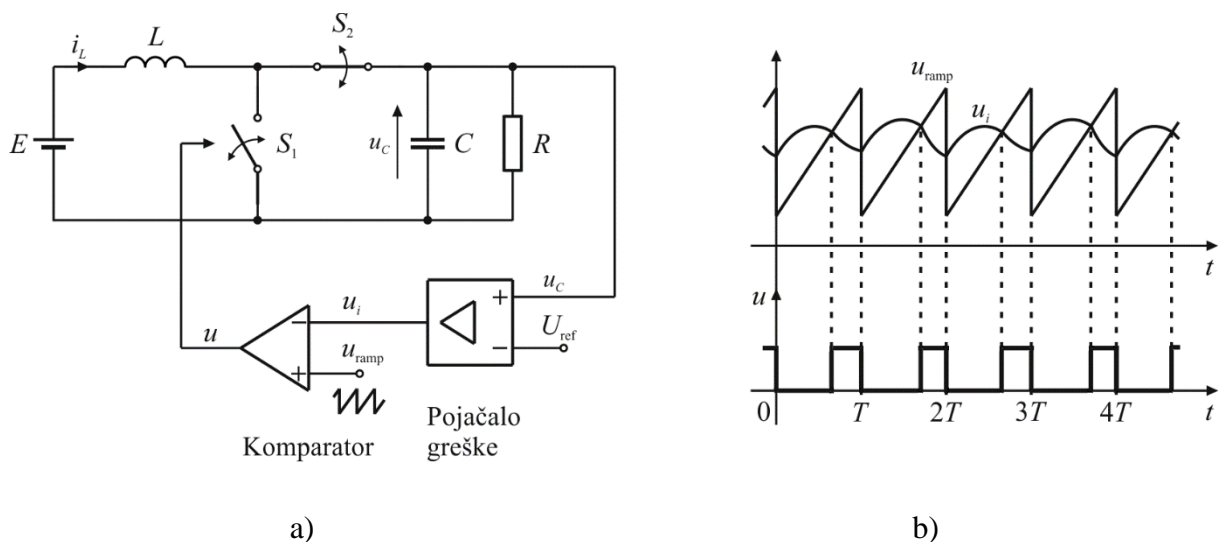 i_L
L
S_2
E
S_1
u_C
C
R
u_C
u_i
U_ref
u
u_ramp
Komparator
Pojačalo
greške
a)
u_ramp
u_i
t
u
0
T
2T
3T
4T
t
b)